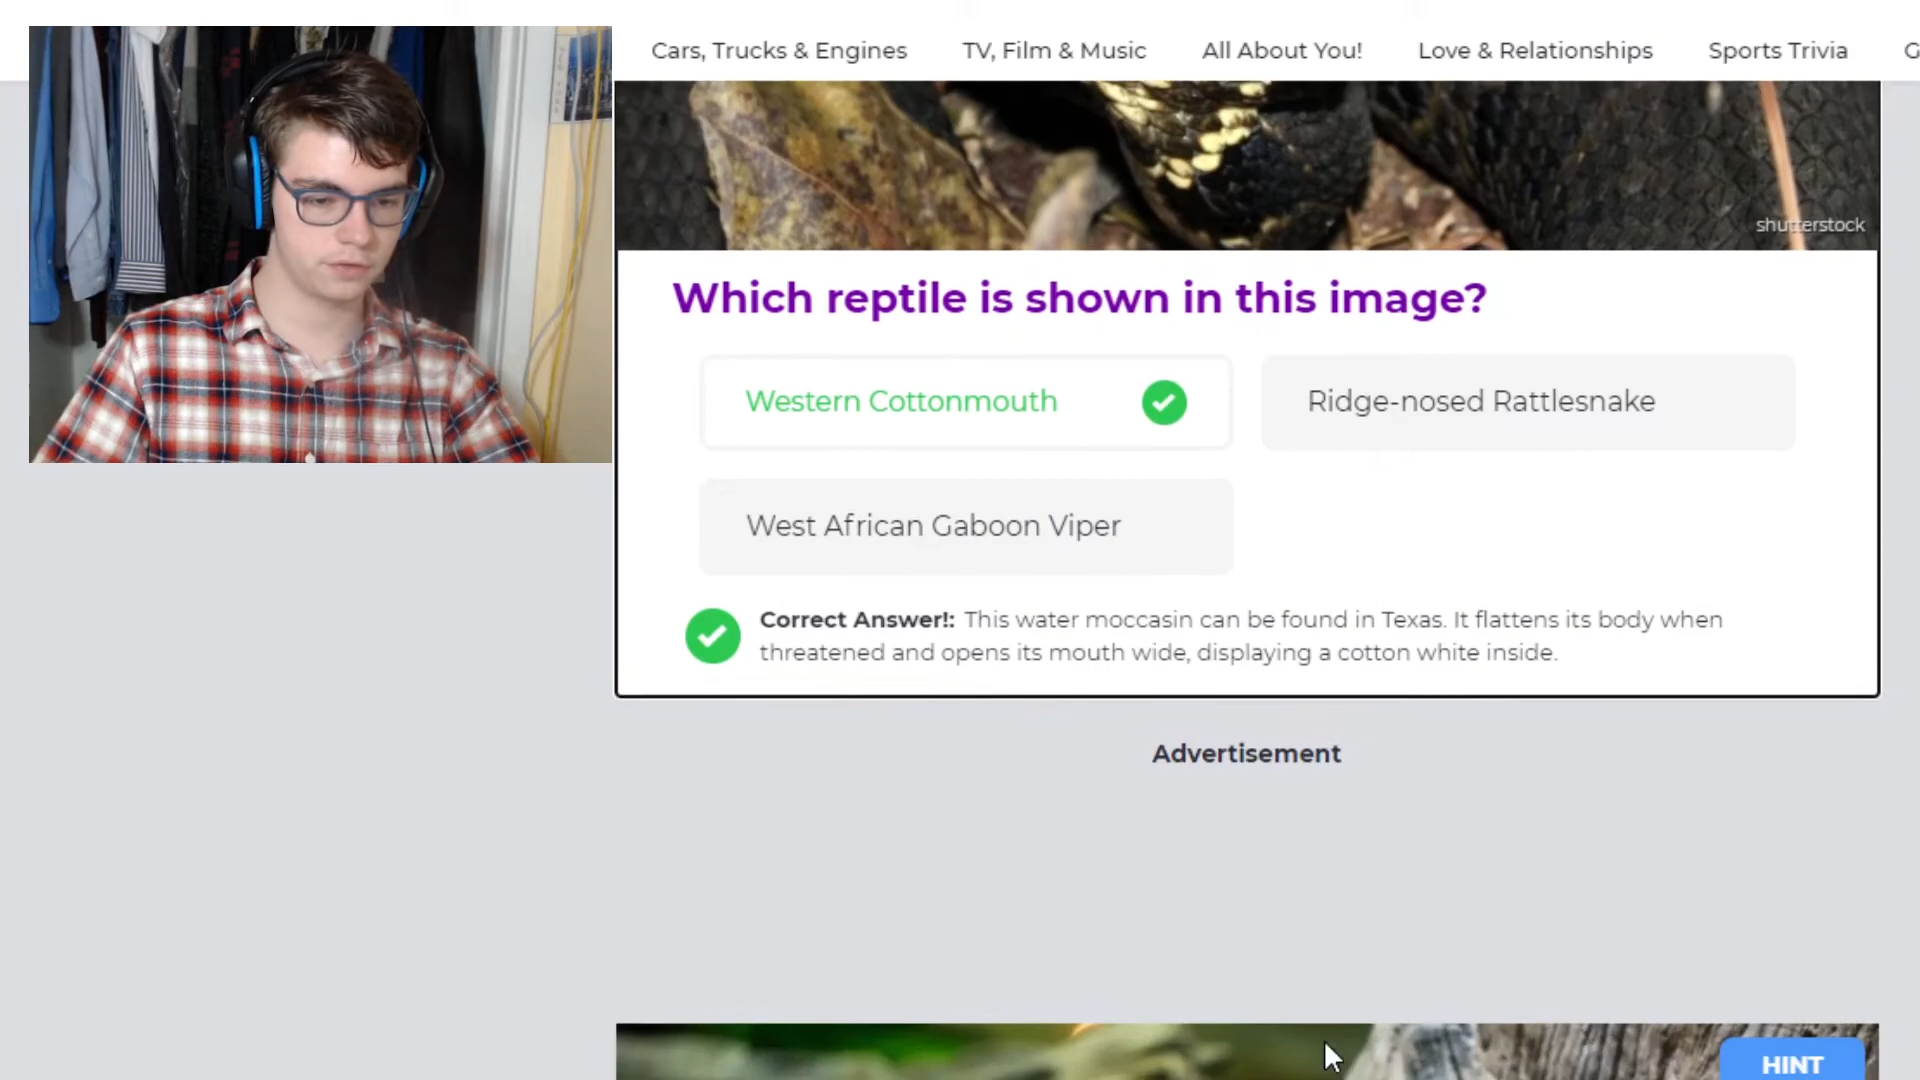 Cars, Trucks & Engines TV, Film & Music All About You! Love & Relationships Sports Trivia G
shutterstock
Which reptile is shown in this image?
Western Cottonmouth Ridge-nosed Rattlesnake
West African Gaboon Viper
Correct Answer!: This water moccasin can be found in Texas. It flattens its body when
threatened and opens its mouth wide, displaying a cotton white inside.
Advertisement
HINT